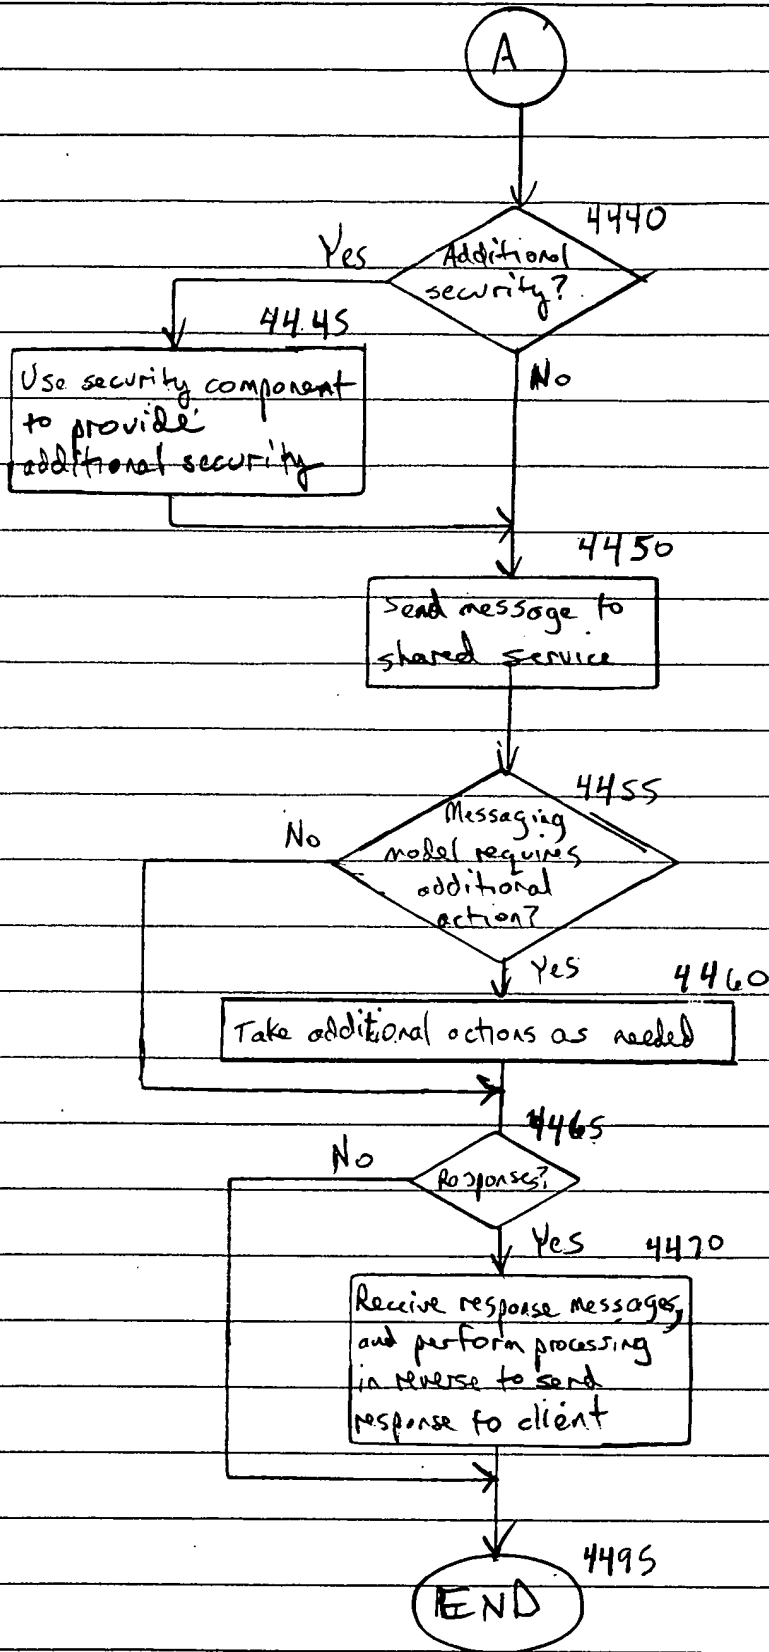 A
4440
Yes
Additional
security?
4445
No
Use security component
to provide
additional security
4450
Send message to
shared service
4455
No
Messaging
model requires
additional
action?
Yes
4460
Take additional actions as needed
4465
No
Responses?
Yes
4470
Receive response messages,
and perform processing
in reverse to send
response to client
4495
END